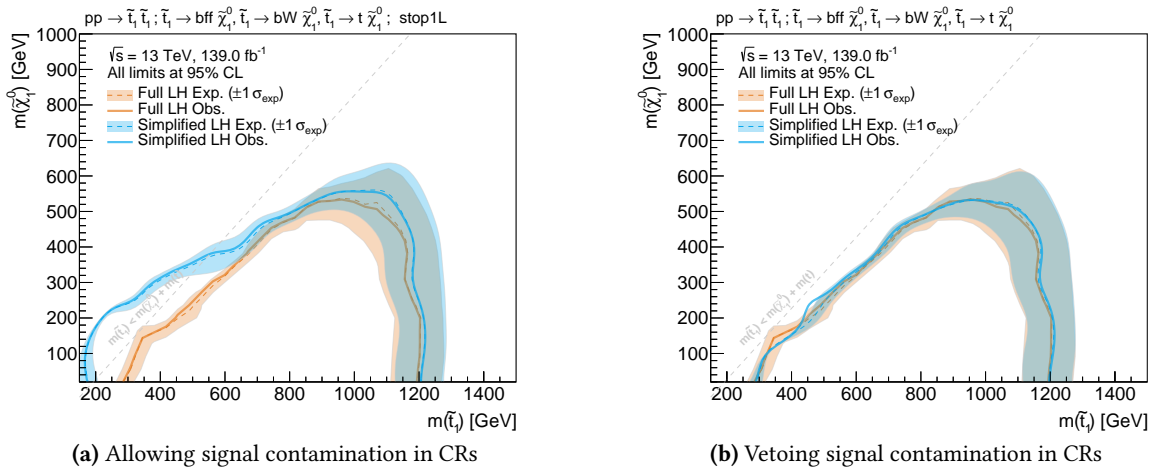 pp → t̃₁ t̃₁ ; t̃₁ → bff χ̃₁⁰, t̃₁ → bW χ̃₁⁰, t̃₁ → t χ̃₁⁰ ; stop1L
m(χ̃₁⁰) [GeV]
1000
900
800
700
600
500
400
300
200
100
√s = 13 TeV, 139.0 fb⁻¹
All limits at 95% CL
Full LH Exp. (±1 σexp)
Full LH Obs.
Simplified LH Exp. (±1 σexp)
Simplified LH Obs.
m(t̃₁) < m(χ̃₁⁰) + m(t)
200 400 600 800 1000 1200 1400
m(t̃₁) [GeV]
(a) Allowing signal contamination in CRs
pp → t̃₁ t̃₁ ; t̃₁ → bff χ̃₁⁰, t̃₁ → bW χ̃₁⁰, t̃₁ → t χ̃₁⁰
m(χ̃₁⁰) [GeV]
1000
900
800
700
600
500
400
300
200
100
√s = 13 TeV, 139.0 fb⁻¹
All limits at 95% CL
Full LH Exp. (±1 σexp)
Full LH Obs.
Simplified LH Exp. (±1 σexp)
Simplified LH Obs.
m(t̃₁) < m(χ̃₁⁰) + m(t)
200 400 600 800 1000 1200 1400
m(t̃₁) [GeV]
(b) Vetoing signal contamination in CRs